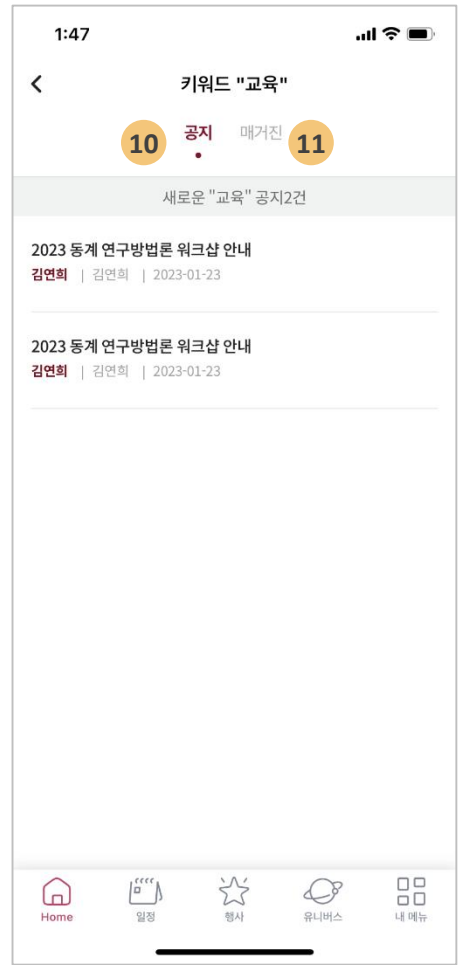 1:47
키워드 "교육"
10 공지 매거진 11
새로운 "교육" 공지2건
2023 동계 연구방법론 워크샵 안내
김연희 | 김연희 | 2023-01-23
2023 동계 연구방법론 워크샵 안내
김연희 | 김연희 | 2023-01-23
Home 일정 행사 유니버스 내 메뉴